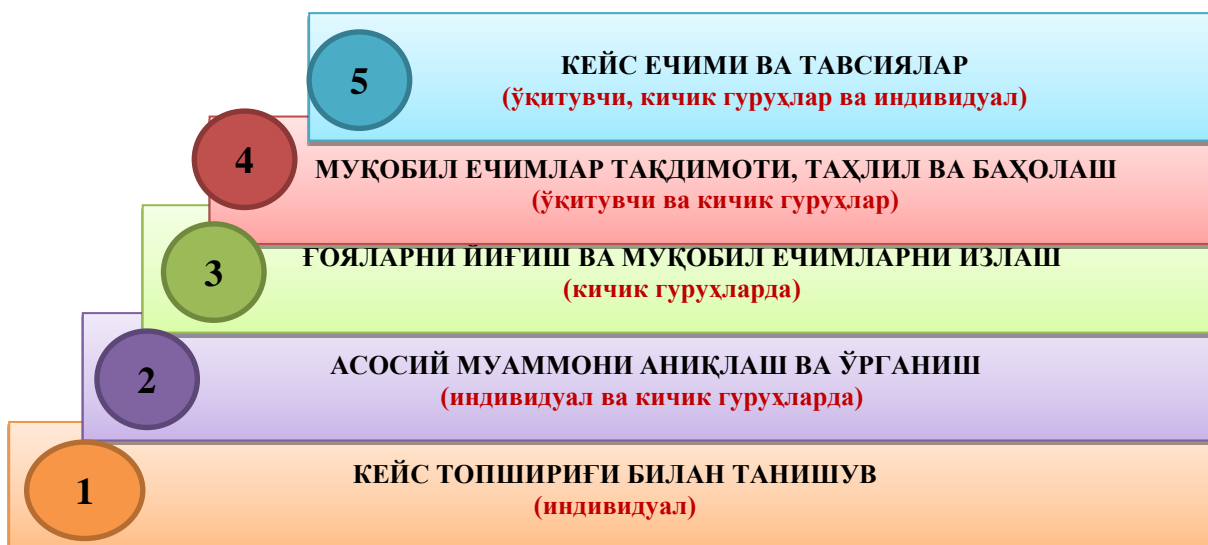 5
КЕЙС ЕЧИМИ ВА ТАВСИЯЛАР
(ўқитувчи, кичик гуруҳлар ва индивидуал)
4
МУҚОБИЛ ЕЧИМЛАР ТАҚДИМОТИ, ТАҲЛИЛ ВА БАҲОЛАШ
(ўқитувчи ва кичик гуруҳлар)
3
ҒОЯЛАРНИ ЙИҒИШ ВА МУҚОБИЛ ЕЧИМЛАРНИ ИЗЛАШ
(кичик гуруҳларда)
2
АСОСИЙ МУАММОНИ АНИҚЛАШ ВА ЎРГАНИШ
(индивидуал ва кичик гуруҳларда)
1
КЕЙС ТОПШИРИҒИ БИЛАН ТАНИШУВ
(индивидуал)